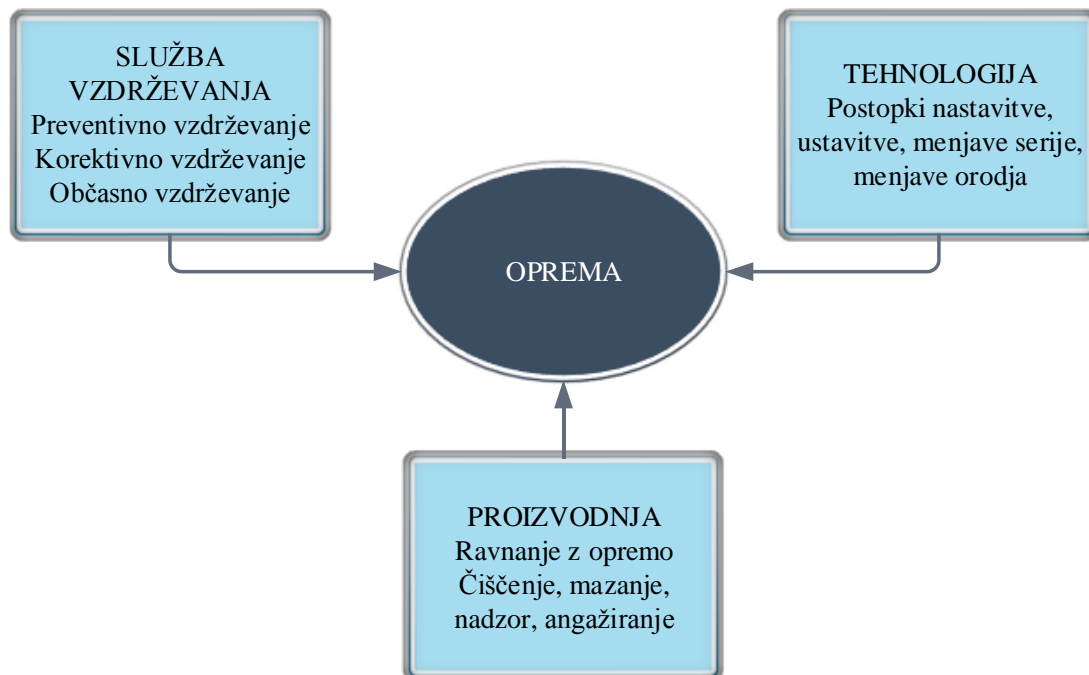 SLUŽBA
VZDRŽEVANJA
Preventivno vzdrževanje
Korektivno vzdrževanje
Občasno vzdrževanje
TEHNOLOGIJA
Postopki nastavitve,
ustavitve, menjave serije,
menjave orodja
OPREMA
PROIZVODNJA
Ravnanje z opremo
Čiščenje, mazanje,
nadzor, angažiranje